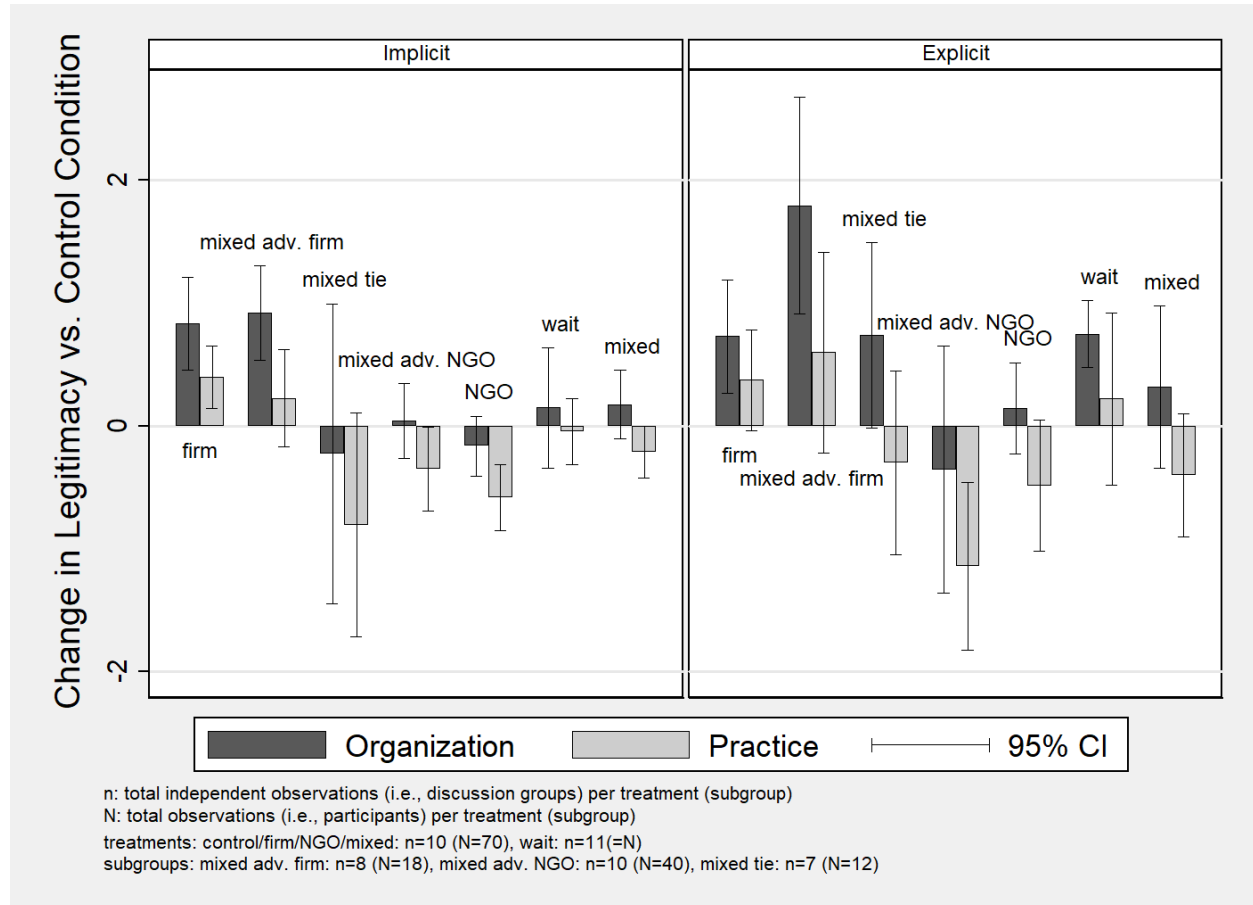 Implicit
Explicit
Change in Legitimacy vs. Control Condition
2
0
-2
mixed adv. firm
mixed tie
mixed adv. NGO
NGO
wait
mixed
firm
mixed tie
mixed adv. NGO
NGO
wait
mixed
firm
mixed adv. firm
Organization
Practice
95% CI
n: total independent observations (i.e., discussion groups) per treatment (subgroup)
N: total observations (i.e., participants) per treatment (subgroup)
treatments: control/firm/NGO/mixed: n=10 (N=70), wait: n=11(=N)
subgroups: mixed adv. firm: n=8 (N=18), mixed adv. NGO: n=10 (N=40), mixed tie: n=7 (N=12)